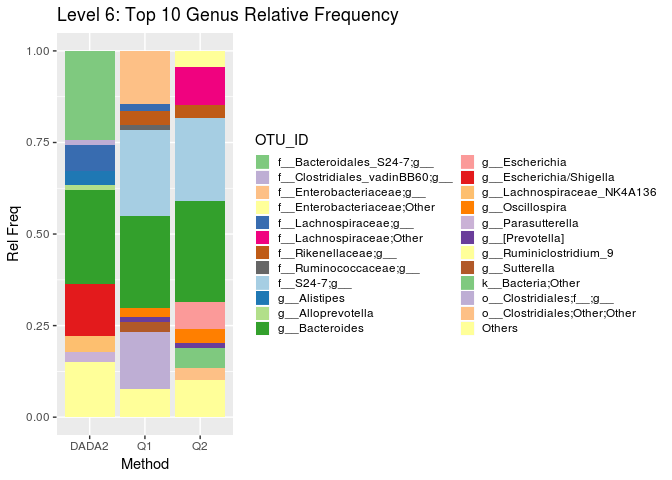 Level 6: Top 10 Genus Relative Frequency
1.00
0.75
0.50
0.25
0.00
Rel Freq
DADA2 Q1 Q2
Method
OTU_ID
f__Bacteroidales_S24-7;g__
f__Clostridiales_vadinBB60;g__
f__Enterobacteriaceae;g__
f__Enterobacteriaceae;Other
f__Lachnospiraceae;g__
f__Lachnospiraceae;Other
f__Rikenellaceae;g__
f__Ruminococcaceae;g__
f__S24-7;g__
g__Alistipes
g__Alloprevotella
g__Bacteroides
g__Escherichia
g__Escherichia/Shigella
g__Lachnospiraceae_NK4A136
g__Oscillospira
g__Parasutterella
g__[Prevotella]
g__Ruminiclostridium_9
g__Sutterella
k__Bacteria;Other
o__Clostridiales;f__;g__
o__Clostridiales;Other;Other
Others